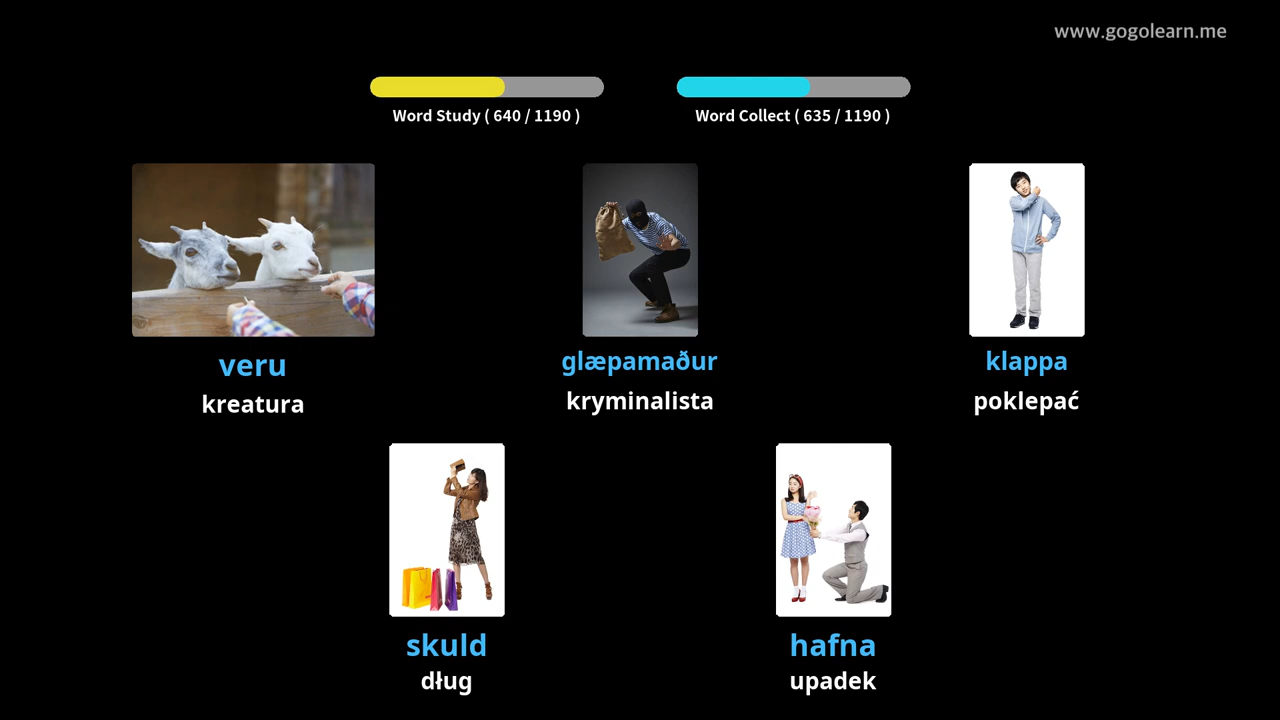 www.gogolearn.me
Word Study ( 640 / 1190 )
Word Collect ( 635 / 1190 )
veru
kreatura
glæpamaður
kryminalista
klappa
poklepać
skuld
dług
hafna
upadek